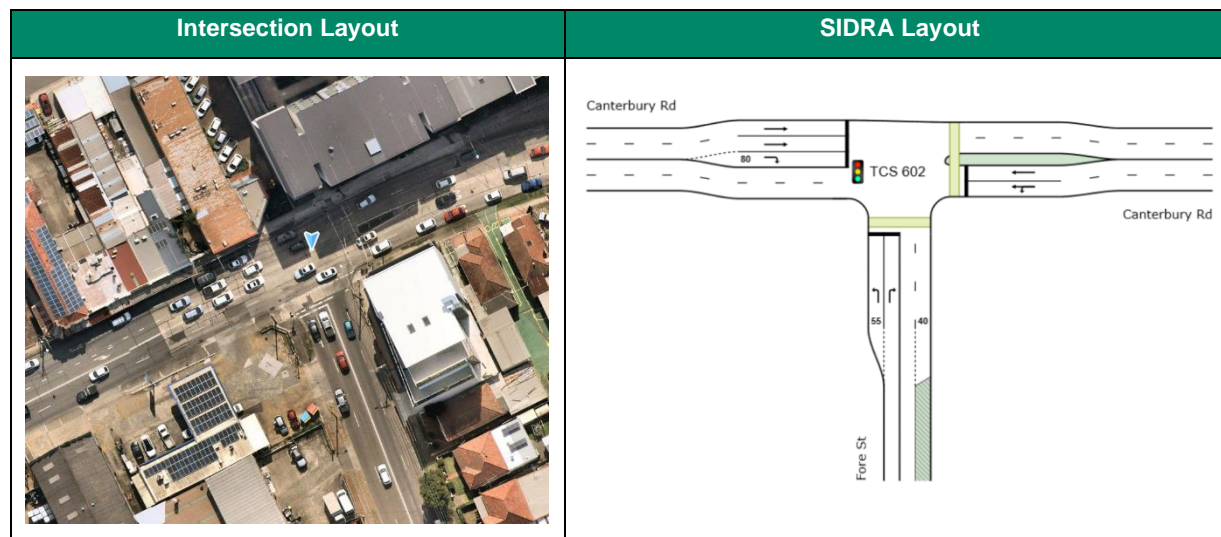 Intersection Layout
SIDRA Layout
Canterbury Rd
80
TCS 602
Canterbury Rd
55
40
Fore St